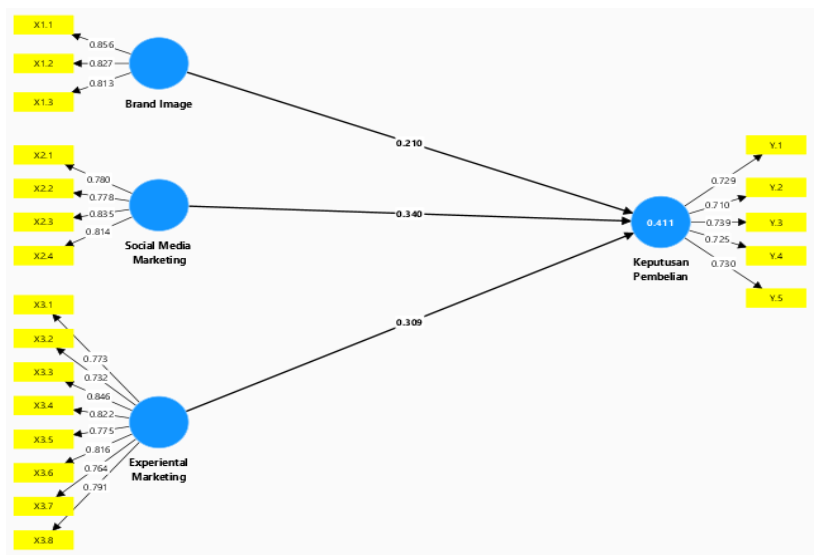 X1.1
0.856
X1.2
0.827
0.813
X1.3
Brand Image
0.210
X2.1
0.780
X2.2
0.778
X2.3
0.835
0.814
X2.4
Social Media
Marketing
0.340
X3.1
X3.2
0.773
X3.3
0.732
0.846
X3.4
0.822
X3.5
0.775
0.816
X3.6
0.764
X3.7
0.791
X3.8
Experiental
Marketing
0.309
0.411
Keputusan
Pembelian
Y.1
0.729
Y.2
0.710
Y.3
0.739
0.725
Y.4
0.730
Y.5